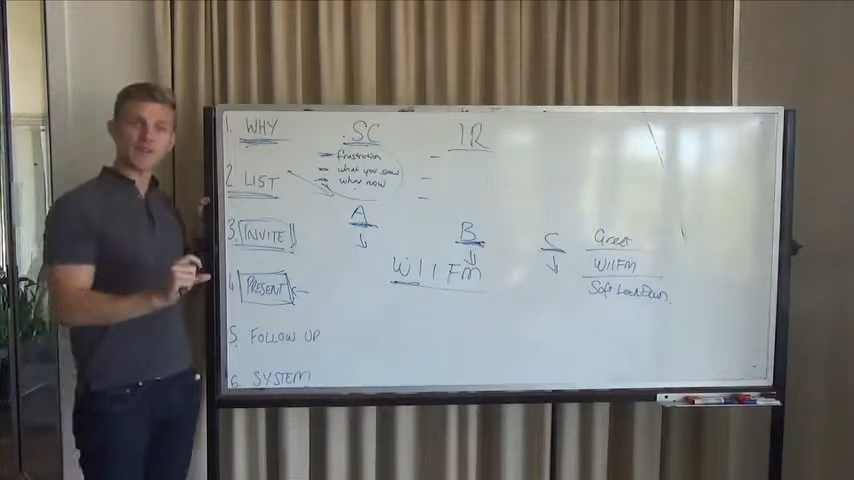 1. WHY
2. LIST
3. INVITE
4. PRESENT
5. FOLLOW UP
6. SYSTEM
SC
- frustration
- what you saw
- why now
IR
A
B
WIIFM
C
Greet
WIIFM
Soft LockDown